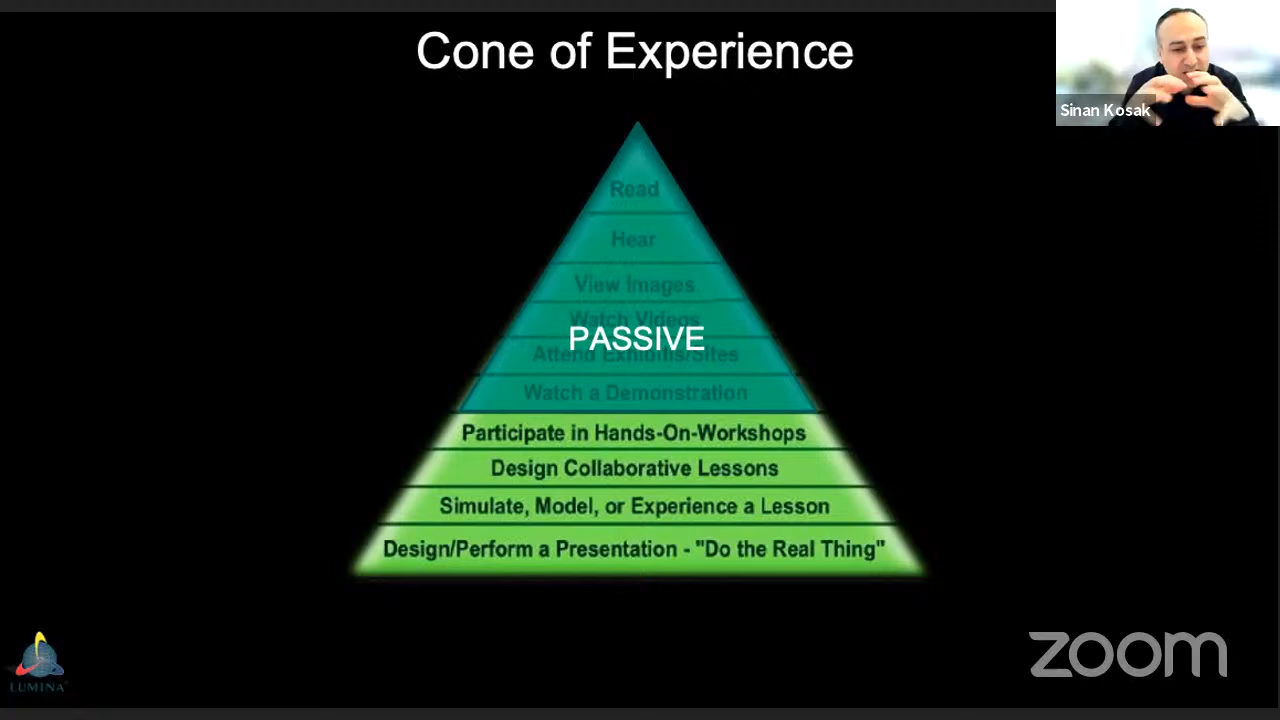 Cone of Experience
Sinan Kosak
Read
Hear
View Images
Watch Videos
PASSIVE
Attend Exhibits/Sites
Watch a Demonstration
Participate in Hands-On-Workshops
Design Collaborative Lessons
Simulate, Model, or Experience a Lesson
Design/Perform a Presentation - "Do the Real Thing"
LUMINA
zoom